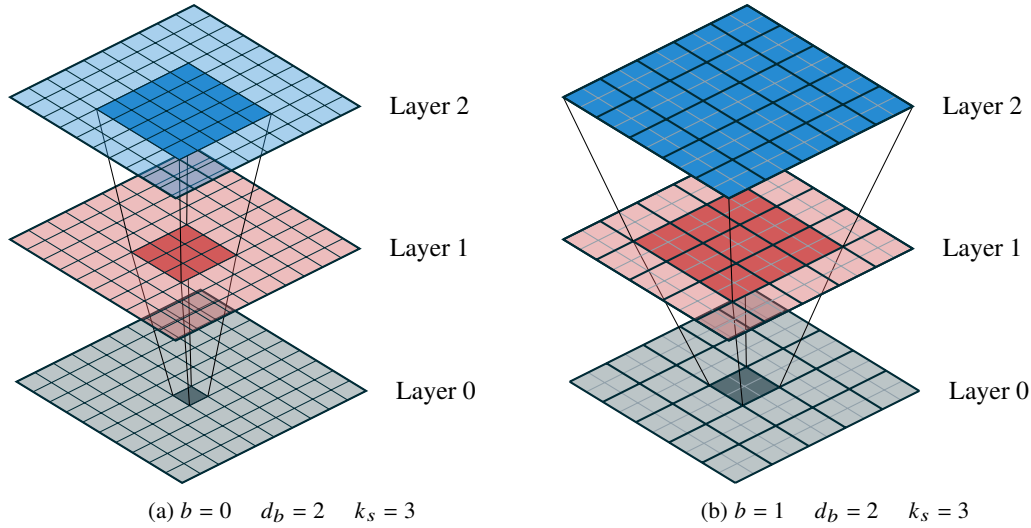 Layer 2
Layer 1
Layer 0
(a) b = 0 d_b = 2 k_s = 3
Layer 2
Layer 1
Layer 0
(b) b = 1 d_b = 2 k_s = 3